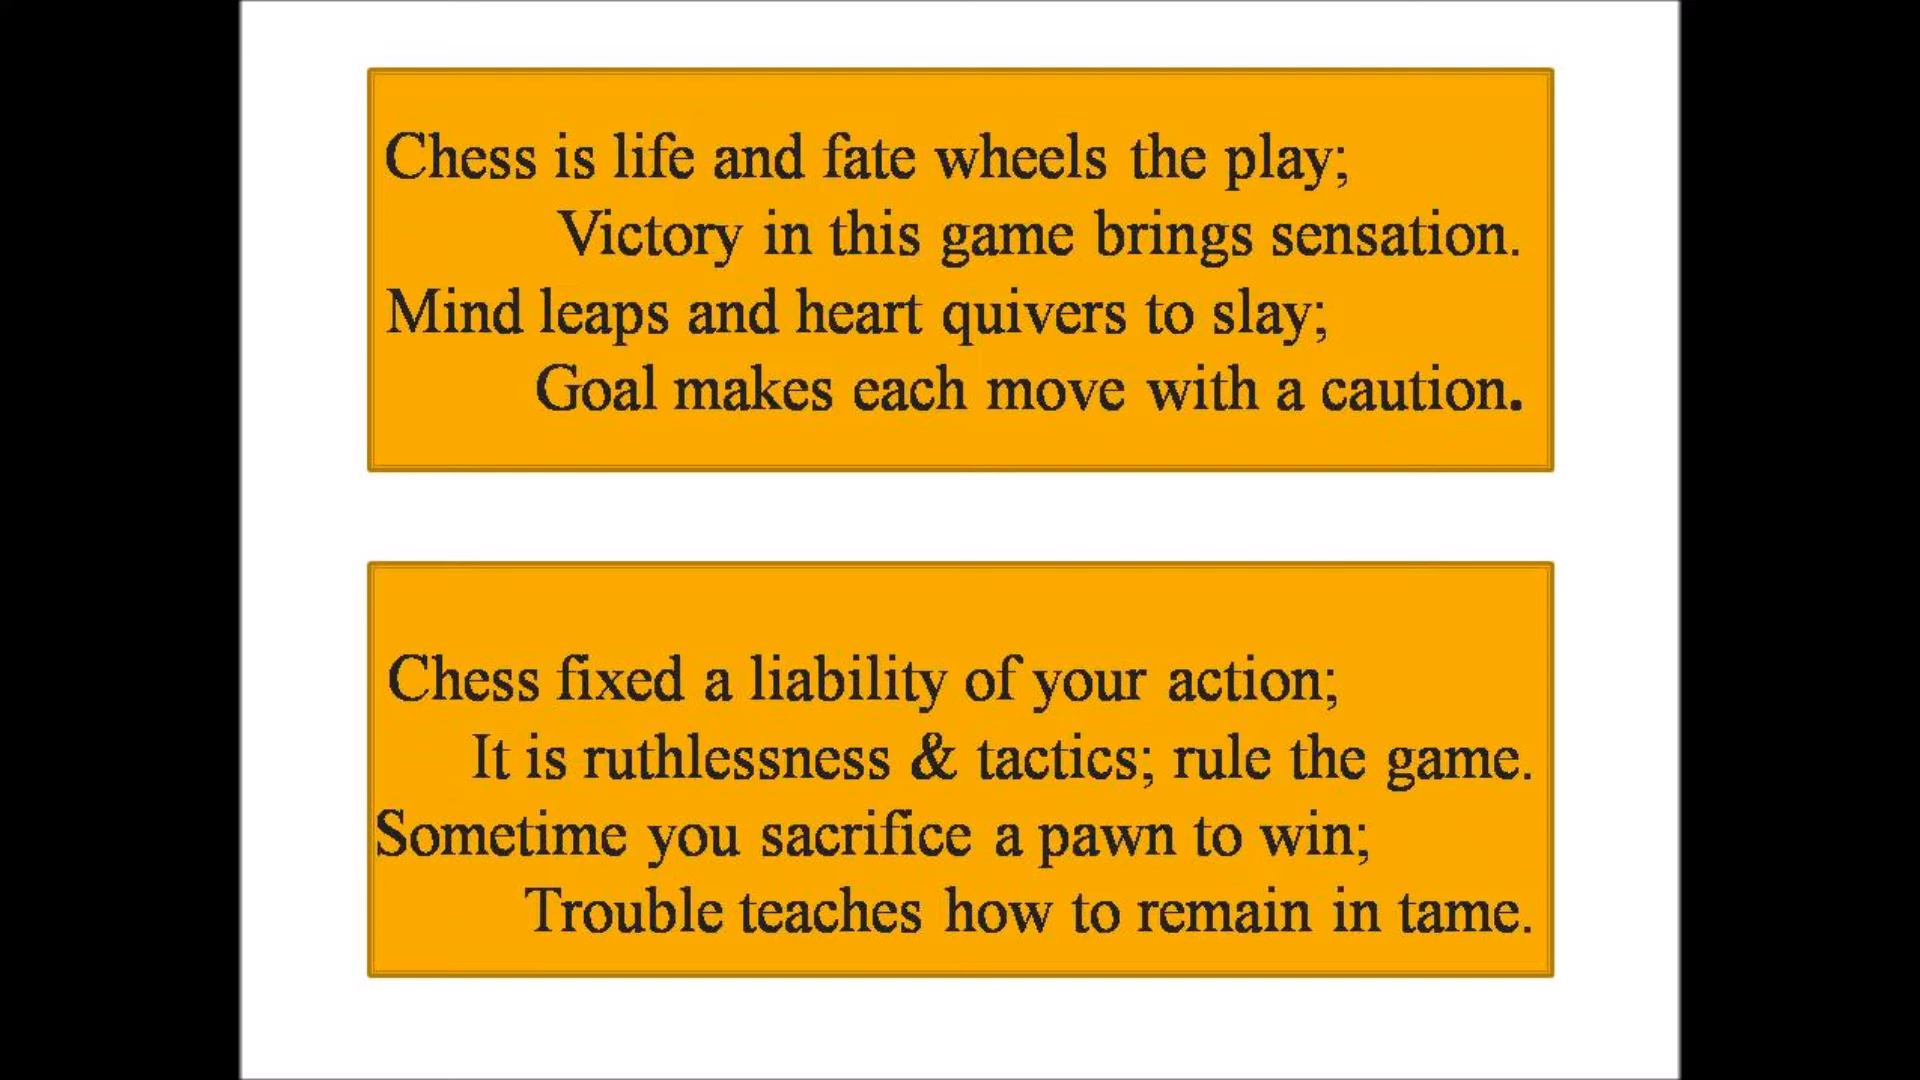 Chess is life and fate wheels the play;
Victory in this game brings sensation.
Mind leaps and heart quivers to slay;
Goal makes each move with a caution.
Chess fixed a liability of your action;
It is ruthlessness & tactics; rule the game.
Sometime you sacrifice a pawn to win;
Trouble teaches how to remain in tame.